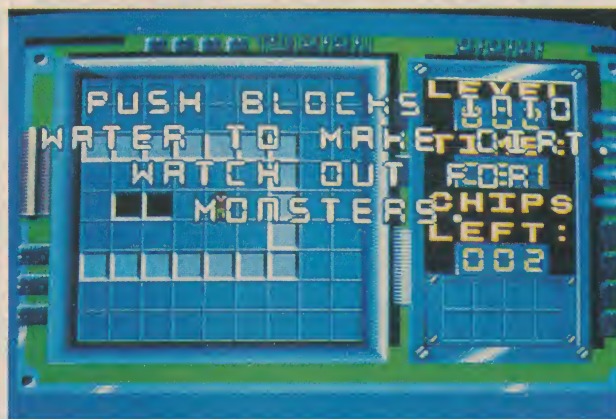 PUSH BLOCKS INTO
WATER TO MAKE DIRT.
WATCH OUT FOR
MONSTERS.
LEVEL
CHIPS
LEFT:
002